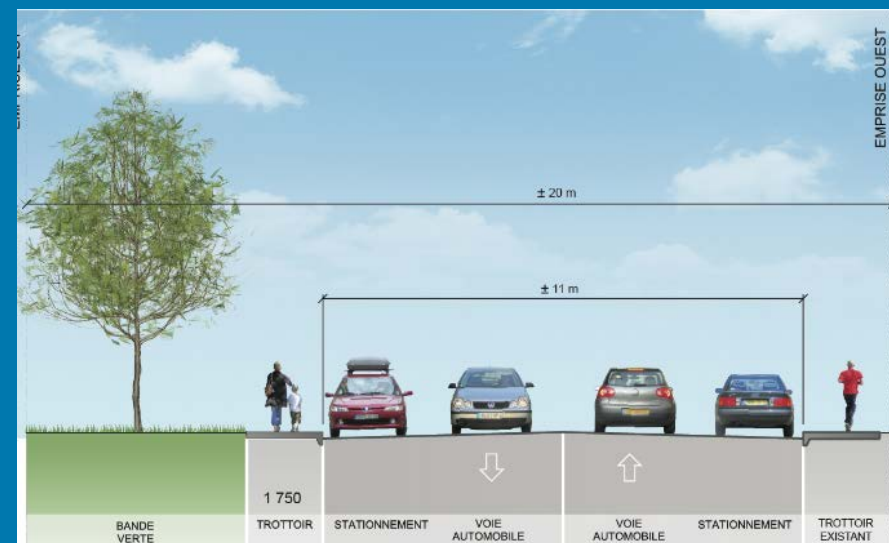 EMPRISE OUEST
± 20 m
± 11 m
1 750
BANDE
VERTE
TROTTOIR
STATIONNEMENT
VOIE
AUTOMOBILE
VOIE
AUTOMOBILE
STATIONNEMENT
TROTTOIR
EXISTANT